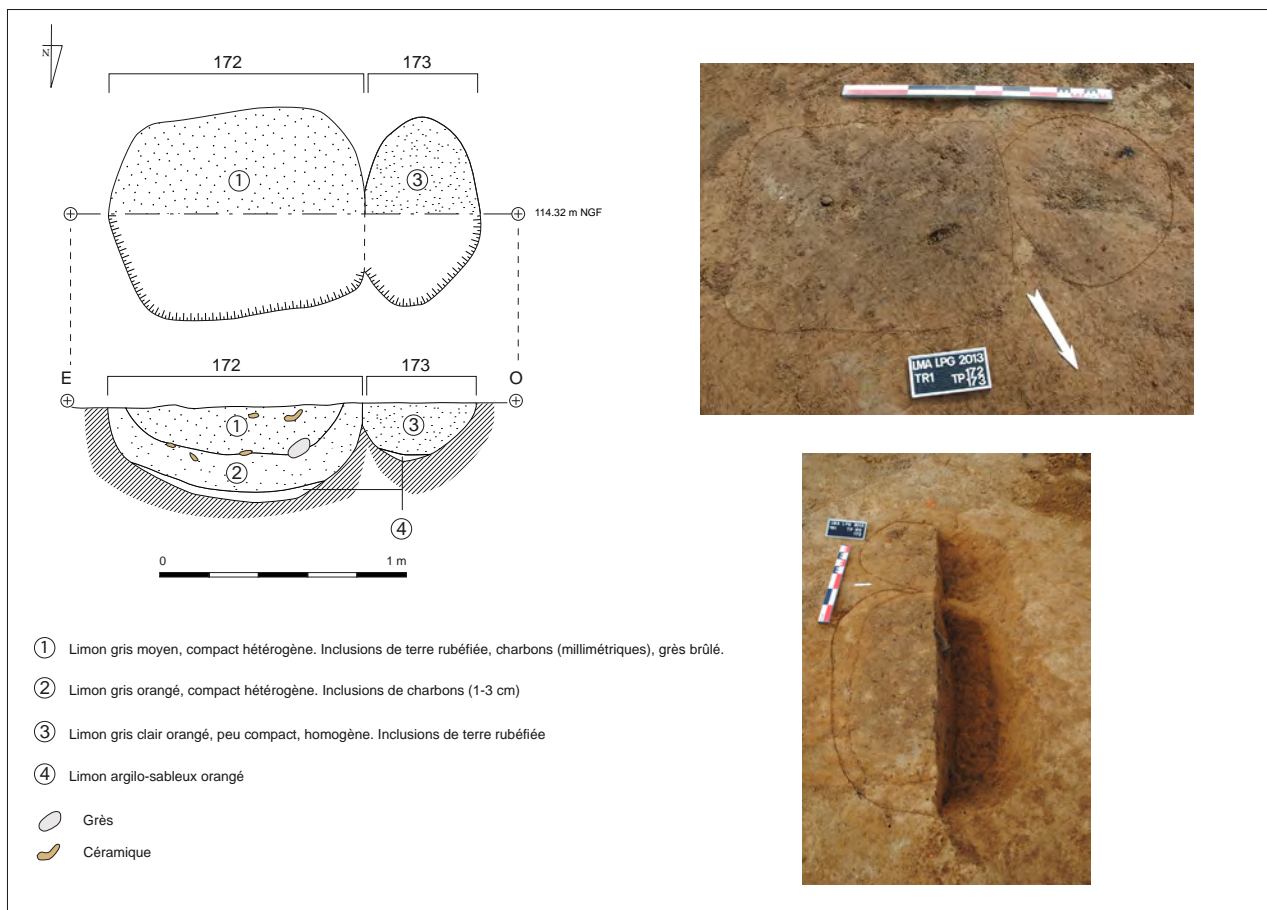 N
172 173
1
3
114.32 m NGF
172 173
E O
1
3
2
4
0 1 m
1 Limon gris moyen, compact hétérogène. Inclusions de terre rubéfiée, charbons (millimétriques), grès brûlé.
2 Limon gris orangé, compact hétérogène. Inclusions de charbons (1-3 cm)
3 Limon gris clair orangé, peu compact, homogène. Inclusions de terre rubéfiée
4 Limon argilo-sableux orangé
Grès
Céramique
LMA LPG 2013
TR1 TP 172
173